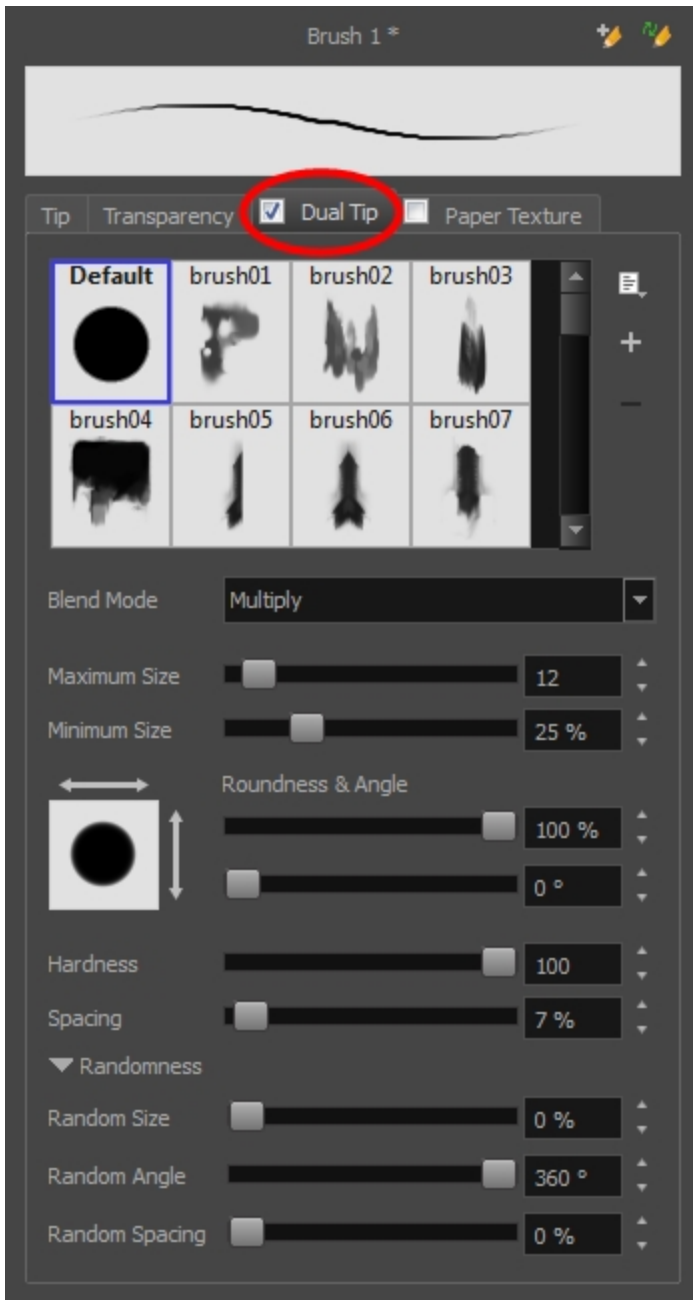 Brush 1 *
Tip Transparency Dual Tip Paper Texture
Default brush01 brush02 brush03
brush04 brush05 brush06 brush07
Blend Mode Multiply
Maximum Size 12
Minimum Size 25 %
Roundness & Angle
100 %
0 °
Hardness 100
Spacing 7 %
Randomness
Random Size 0 %
Random Angle 360 °
Random Spacing 0 %